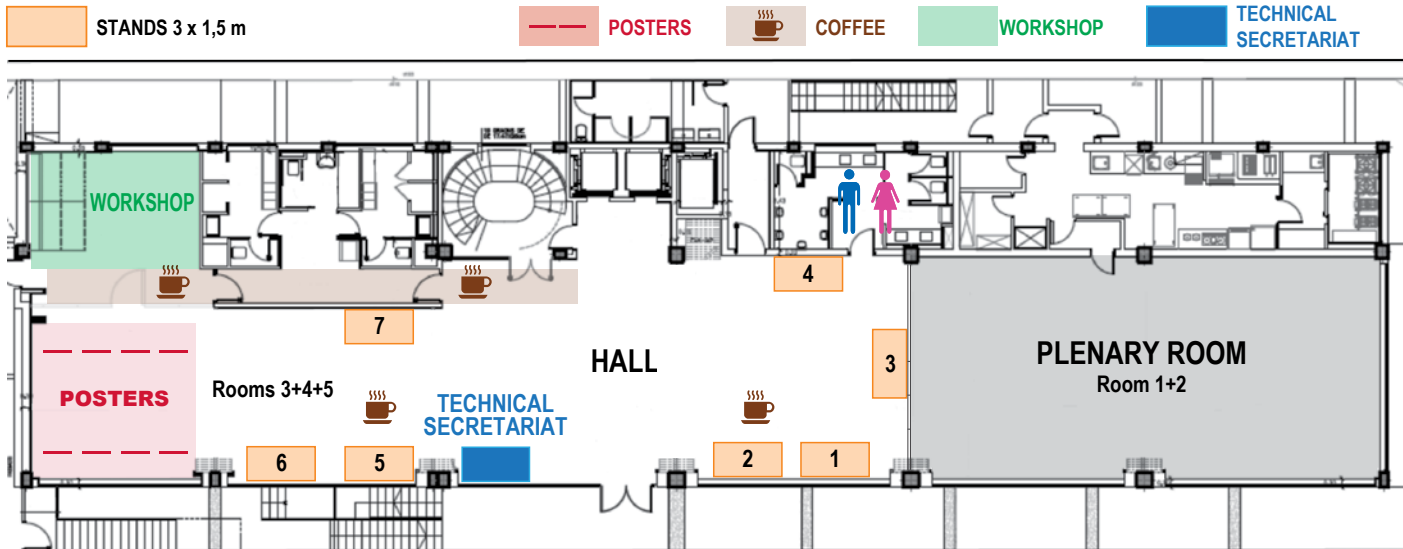 STANDS 3 x 1,5 m
POSTERS
COFFEE
WORKSHOP
TECHNICAL
SECRETARIAT
WORKSHOP
4
7
HALL
3
PLENARY ROOM
Room 1+2
Rooms 3+4+5
POSTERS
TECHNICAL
SECRETARIAT
6
5
2
1